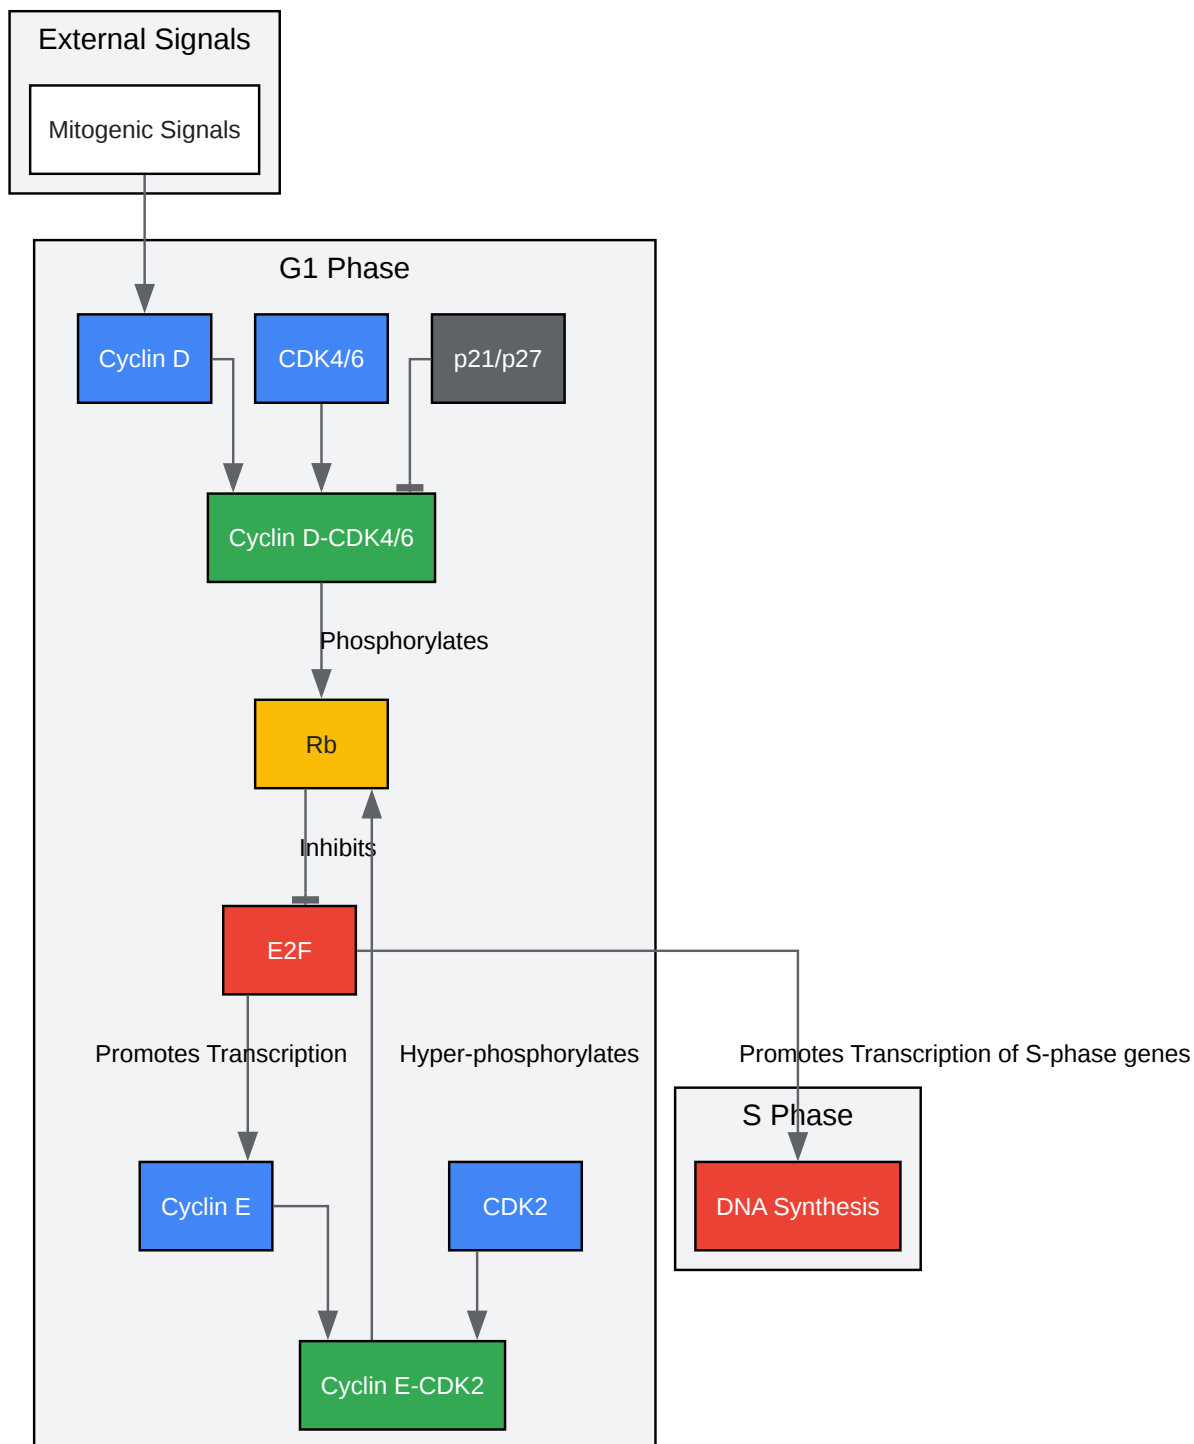 External Signals
Mitogenic Signals
G1 Phase
Cyclin D
CDK4/6
p21/p27
Cyclin D-CDK4/6
Phosphorylates
Rb
Inhibits
E2F
Promotes Transcription
Hyper-phosphorylates
Promotes Transcription of S-phase genes
S Phase
Cyclin E
CDK2
DNA Synthesis
Cyclin E-CDK2